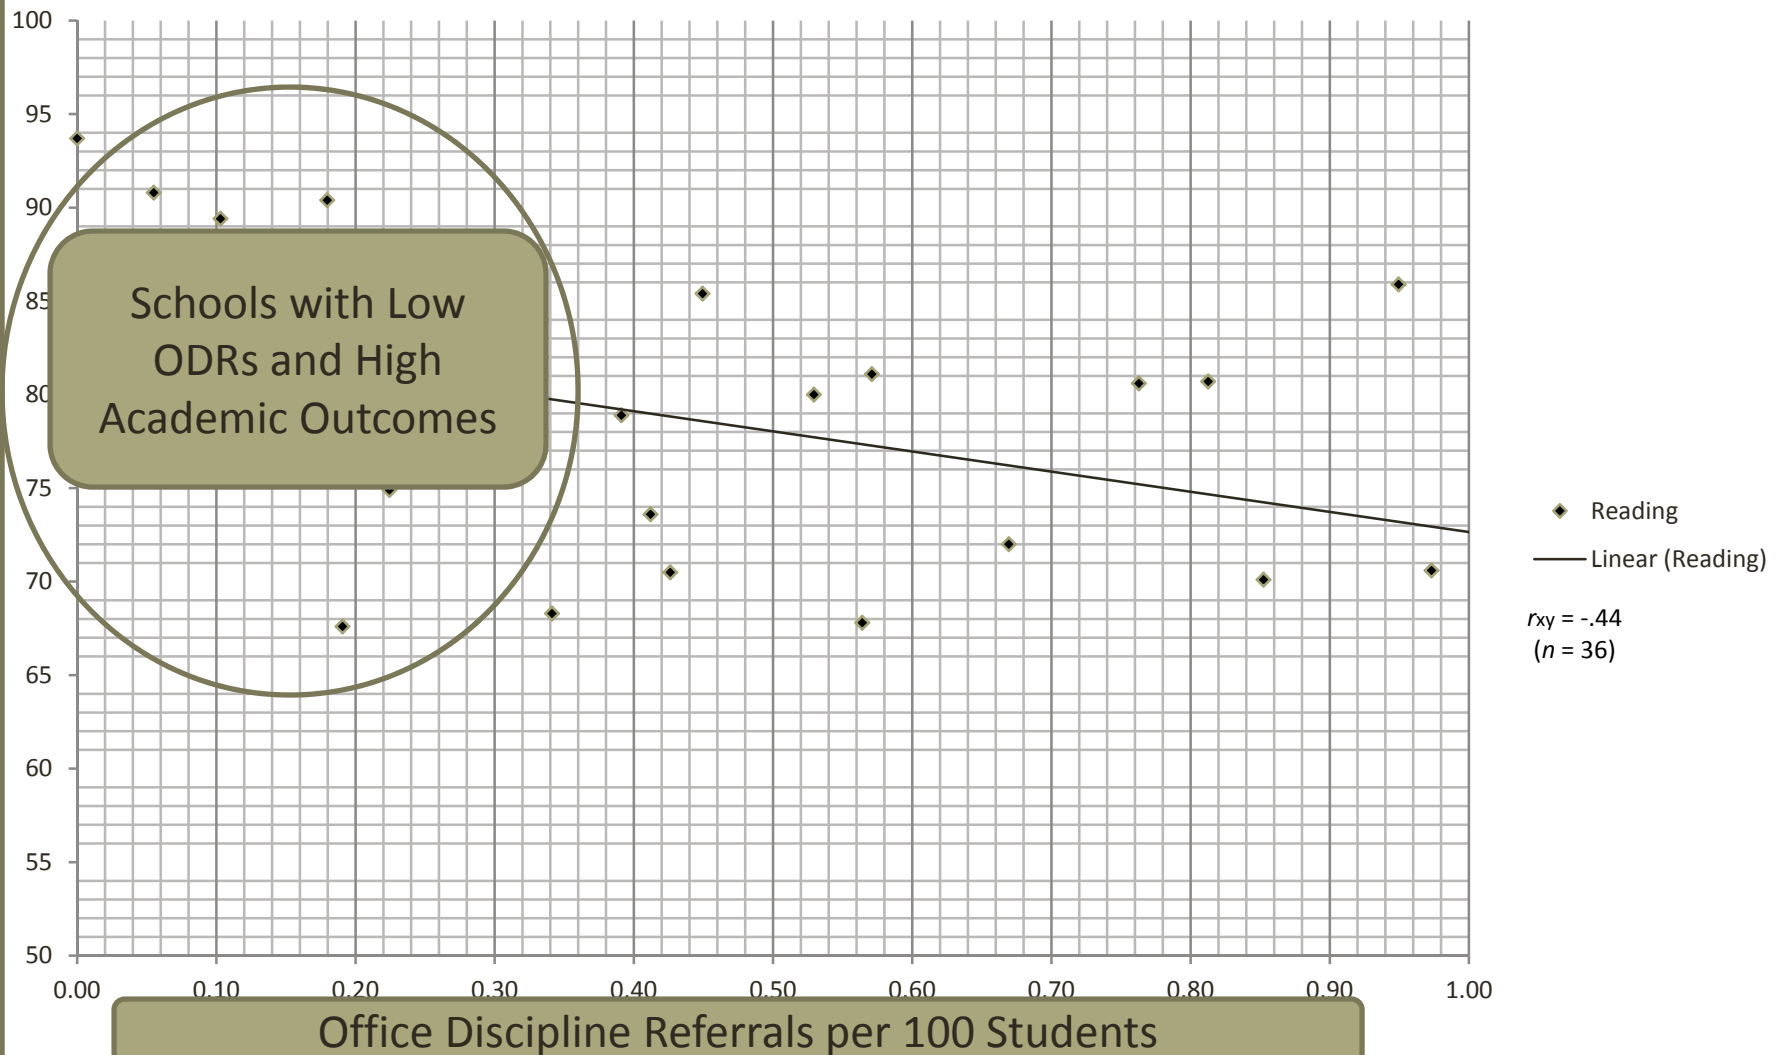 100
95
90
85
80
75
70
65
60
55
50
Schools with Low
ODRs and High
Academic Outcomes
Reading
Linear (Reading)
rxy = -.44
(n = 36)
0.00 0.10 0.20 0.30 0.40 0.50 0.60 0.70 0.80 0.90 1.00
Office Discipline Referrals per 100 Students